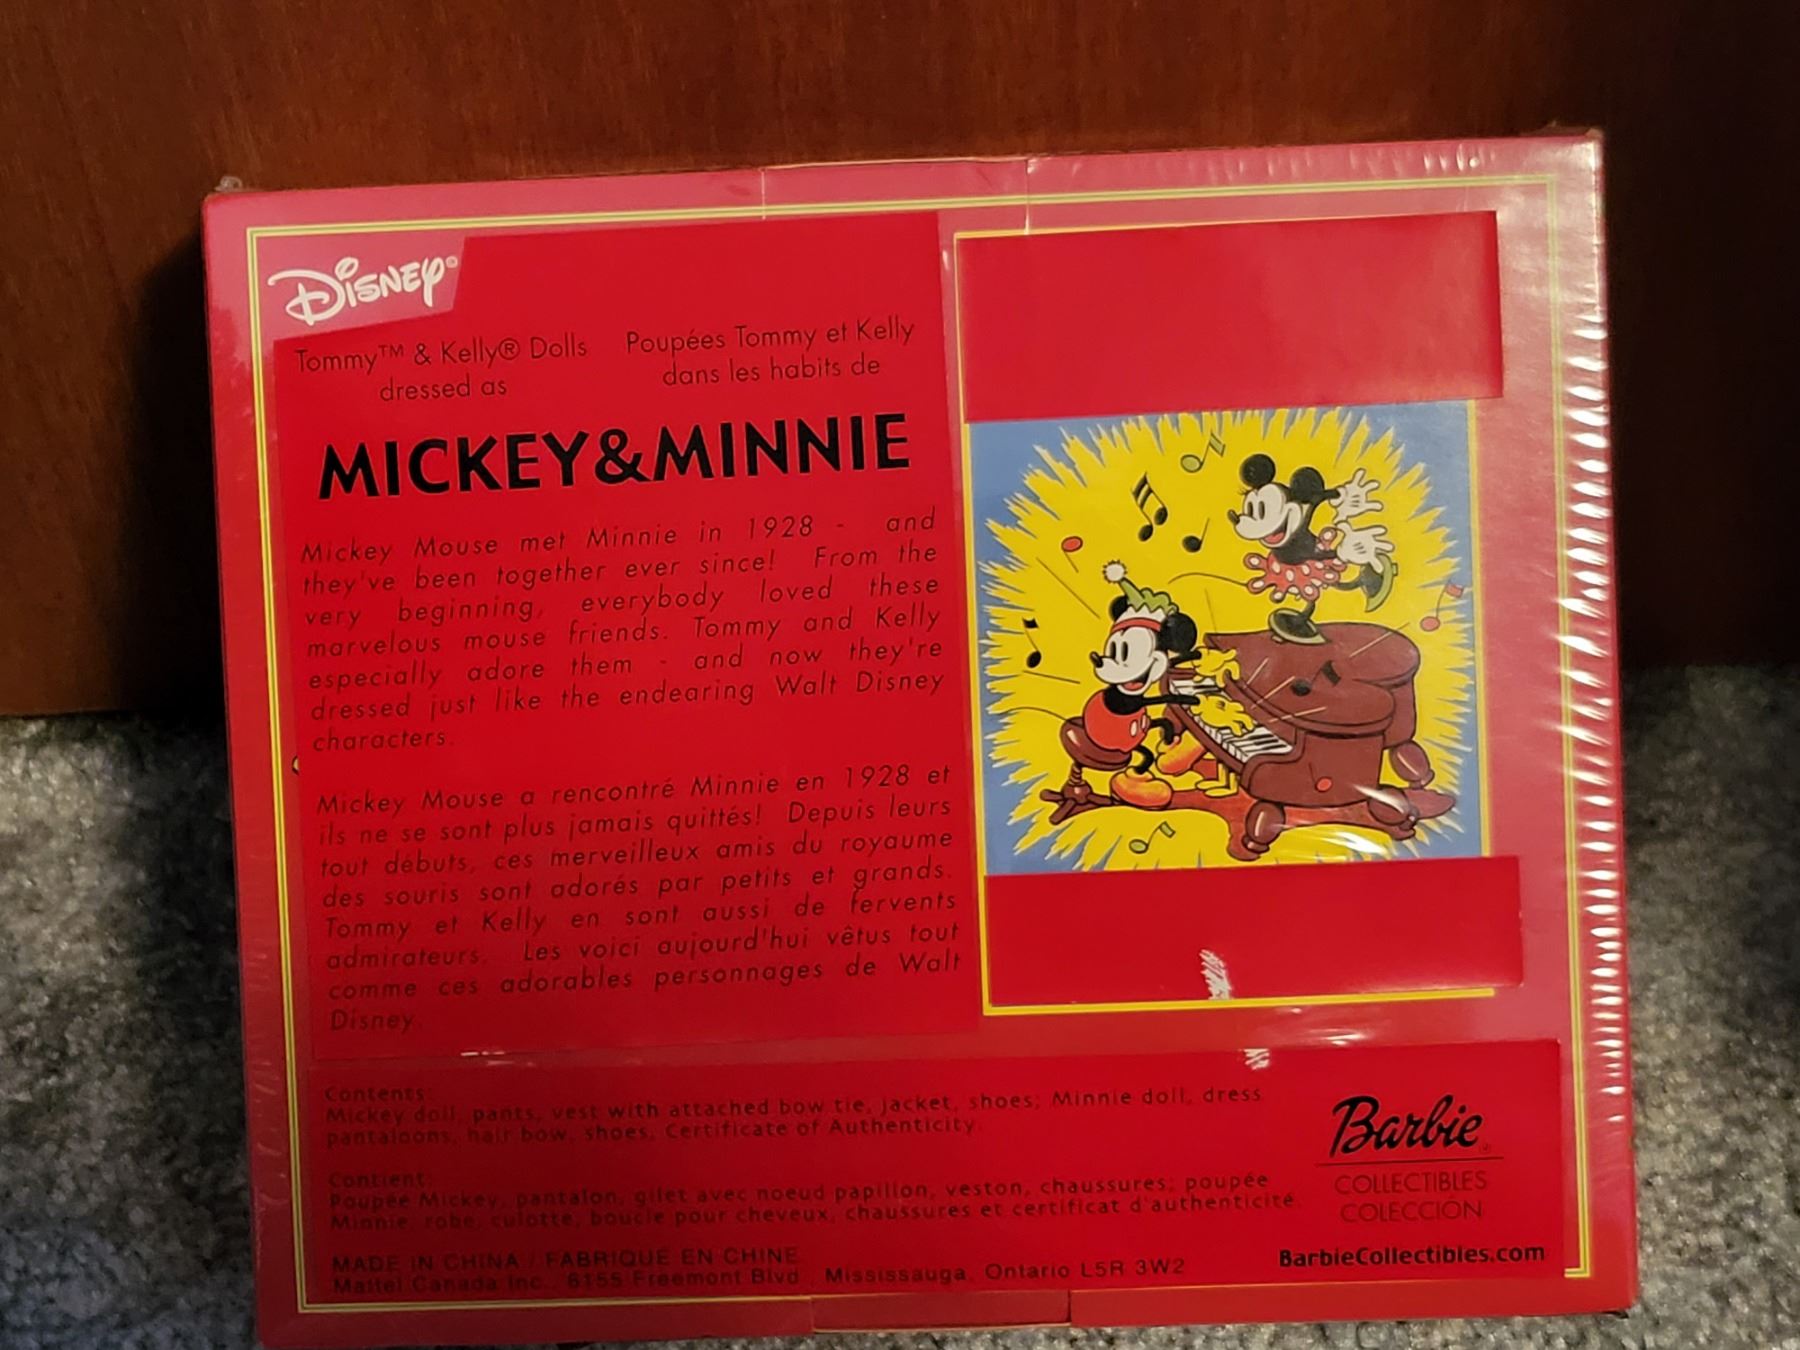 Disney®
Tommy™ & Kelly® Dolls
dressed as
Poupées Tommy et Kelly
dans les habits de
MICKEY&MINNIE
Mickey Mouse met Minnie in 1928 - and
they've been together ever since! From the
very beginning, everybody loved these
marvelous mouse friends. Tommy and Kelly
especially adore them - and now they're
dressed just like the endearing Walt Disney
characters.
Mickey Mouse a rencontré Minnie en 1928 et
ils ne se sont plus jamais quittés! Depuis leurs
tout débuts, ces merveilleux amis du royaume
des souris sont adorés par petits et grands.
Tommy et Kelly en sont aussi de fervents
admirateurs. Les voici aujourd'hui vêtus tout
comme ces adorables personnages de Walt
Disney.
Contents:
Mickey doll, pants, vest with attached bow tie, jacket, shoes; Minnie doll, dress
pantaloons, hair bow, shoes, Certificate of Authenticity.
Contient:
Poupée Mickey, pantalon, gilet avec noeud papillon, veston, chaussures; poupée
Minnie, robe, culotte, boucle pour cheveux, chaussures et certificat d'authenticité.
MADE IN CHINA / FABRIQUÉ EN CHINE
Mattel Canada Inc., 6155 Freemont Blvd., Mississauga, Ontario L5R 3W2
Barbie®
COLLECTIBLES
COLECCIÓN
BarbieCollectibles.com